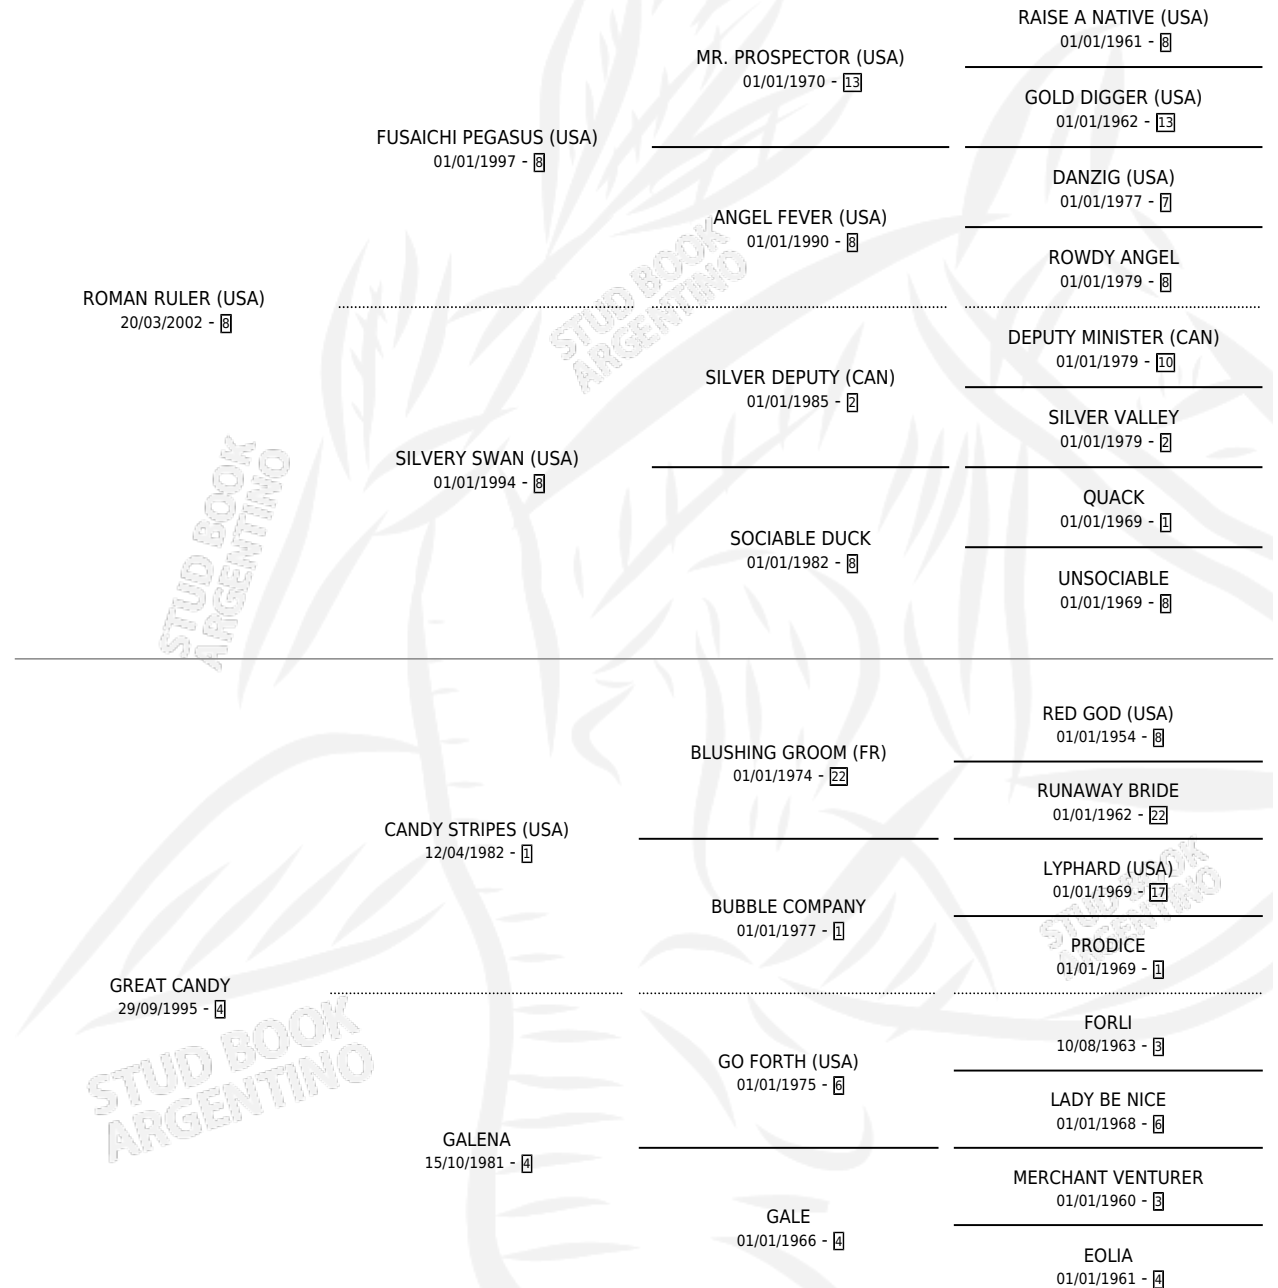 RAISE A NATIVE (USA)
01/01/1961 - 8
MR. PROSPECTOR (USA)
01/01/1970 - 13
GOLD DIGGER (USA)
01/01/1962 - 13
FUSAICHI PEGASUS (USA)
01/01/1997 - 8
DANZIG (USA)
01/01/1977 - 7
ANGEL FEVER (USA)
01/01/1990 - 8
ROWDY ANGEL
01/01/1979 - 8
ROMAN RULER (USA)
20/03/2002 - 8
DEPUTY MINISTER (CAN)
01/01/1979 - 10
SILVER DEPUTY (CAN)
01/01/1985 - 2
SILVER VALLEY
01/01/1979 - 2
SILVERY SWAN (USA)
01/01/1994 - 8
QUACK
01/01/1969 - 1
SOCIABLE DUCK
01/01/1982 - 8
UNSOCIABLE
01/01/1969 - 8
RED GOD (USA)
01/01/1954 - 8
BLUSHING GROOM (FR)
01/01/1974 - 22
RUNAWAY BRIDE
01/01/1962 - 22
CANDY STRIPES (USA)
12/04/1982 - 1
LYPHARD (USA)
01/01/1969 - 17
BUBBLE COMPANY
01/01/1977 - 1
PRODICE
01/01/1969 - 1
GREAT CANDY
29/09/1995 - 4
FORLI
10/08/1963 - 3
GO FORTH (USA)
01/01/1975 - 6
LADY BE NICE
01/01/1968 - 6
GALENA
15/10/1981 - 4
MERCHANT VENTURER
01/01/1960 - 3
GALE
01/01/1966 - 4
EOLIA
01/01/1961 - 4
STUD BOOK
ARGENTINO
STUD BOOK
ARGENTINO
STUD BOOK
ARGENTINO
STUD BOOK
ARGENTINO